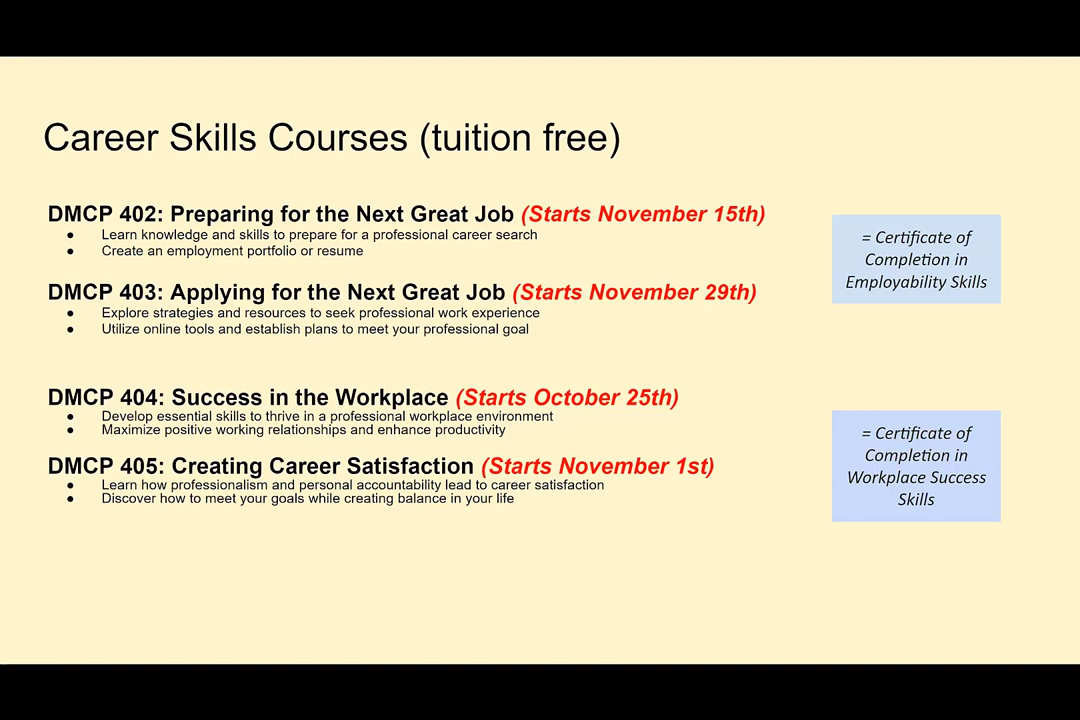 Career Skills Courses (tuition free)
DMCP 402: Preparing for the Next Great Job (Starts November 15th)
● Learn knowledge and skills to prepare for a professional career search
● Create an employment portfolio or resume
DMCP 403: Applying for the Next Great Job (Starts November 29th)
● Explore strategies and resources to seek professional work experience
● Utilize online tools and establish plans to meet your professional goal
= Certificate of
Completion in
Employability Skills
DMCP 404: Success in the Workplace (Starts October 25th)
● Develop essential skills to thrive in a professional workplace environment
● Maximize positive working relationships and enhance productivity
DMCP 405: Creating Career Satisfaction (Starts November 1st)
● Learn how professionalism and personal accountability lead to career satisfaction
● Discover how to meet your goals while creating balance in your life
= Certificate of
Completion in
Workplace Success
Skills